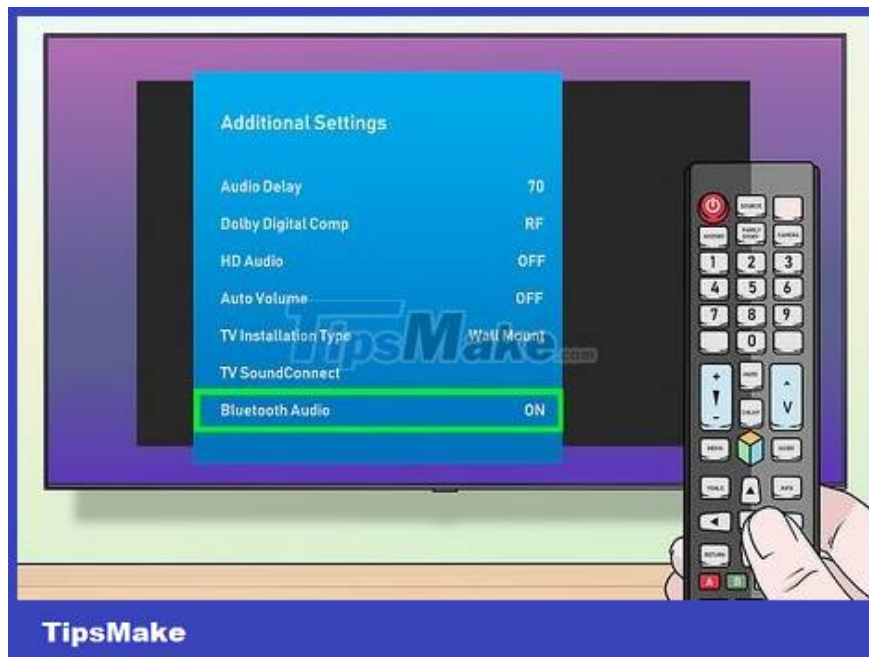 Additional Settings
Audio Delay 70
Dolby Digital Comp RF
HD Audio OFF
Auto Volume OFF
TV Installation Type Wall Mount
TipsMake.com
TV SoundConnect
Bluetooth Audio ON
SOURCE
1 2 3
4 5 6
7 8 9
0
+
- V
MUTE
MEDIA GUIDE
TOOLS INFO
RETURN
A B
TipsMake